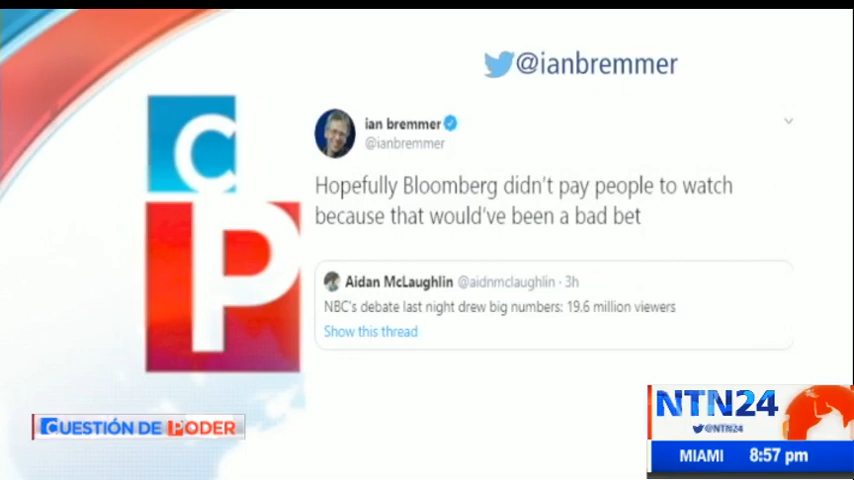 @ianbremmer
ian bremmer
@ianbremmer
Hopefully Bloomberg didn't pay people to watch
because that would've been a bad bet
Aidan McLaughlin @aidnmclaughlin · 3h
NBC's debate last night drew big numbers: 19.6 million viewers
Show this thread
C
P
CUESTIÓN DE PODER
NTN24
@NTN24
MIAMI 8:57 pm